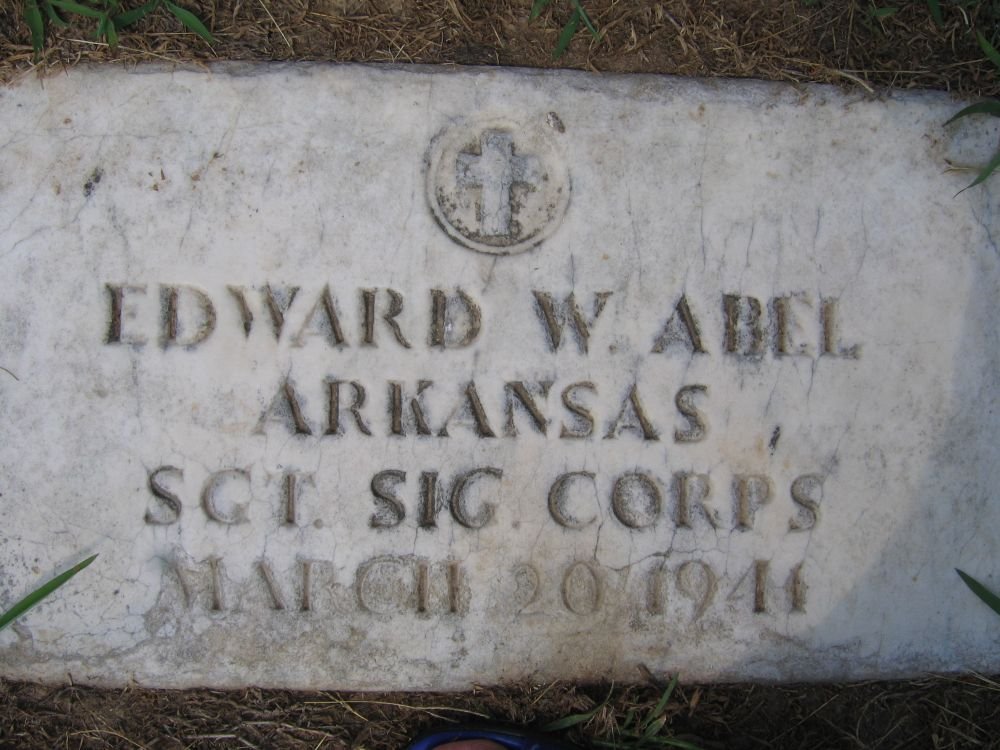 EDWARD W. ABEL
ARKANSAS
SGT. SIG. CORPS
MARCH 20 1941